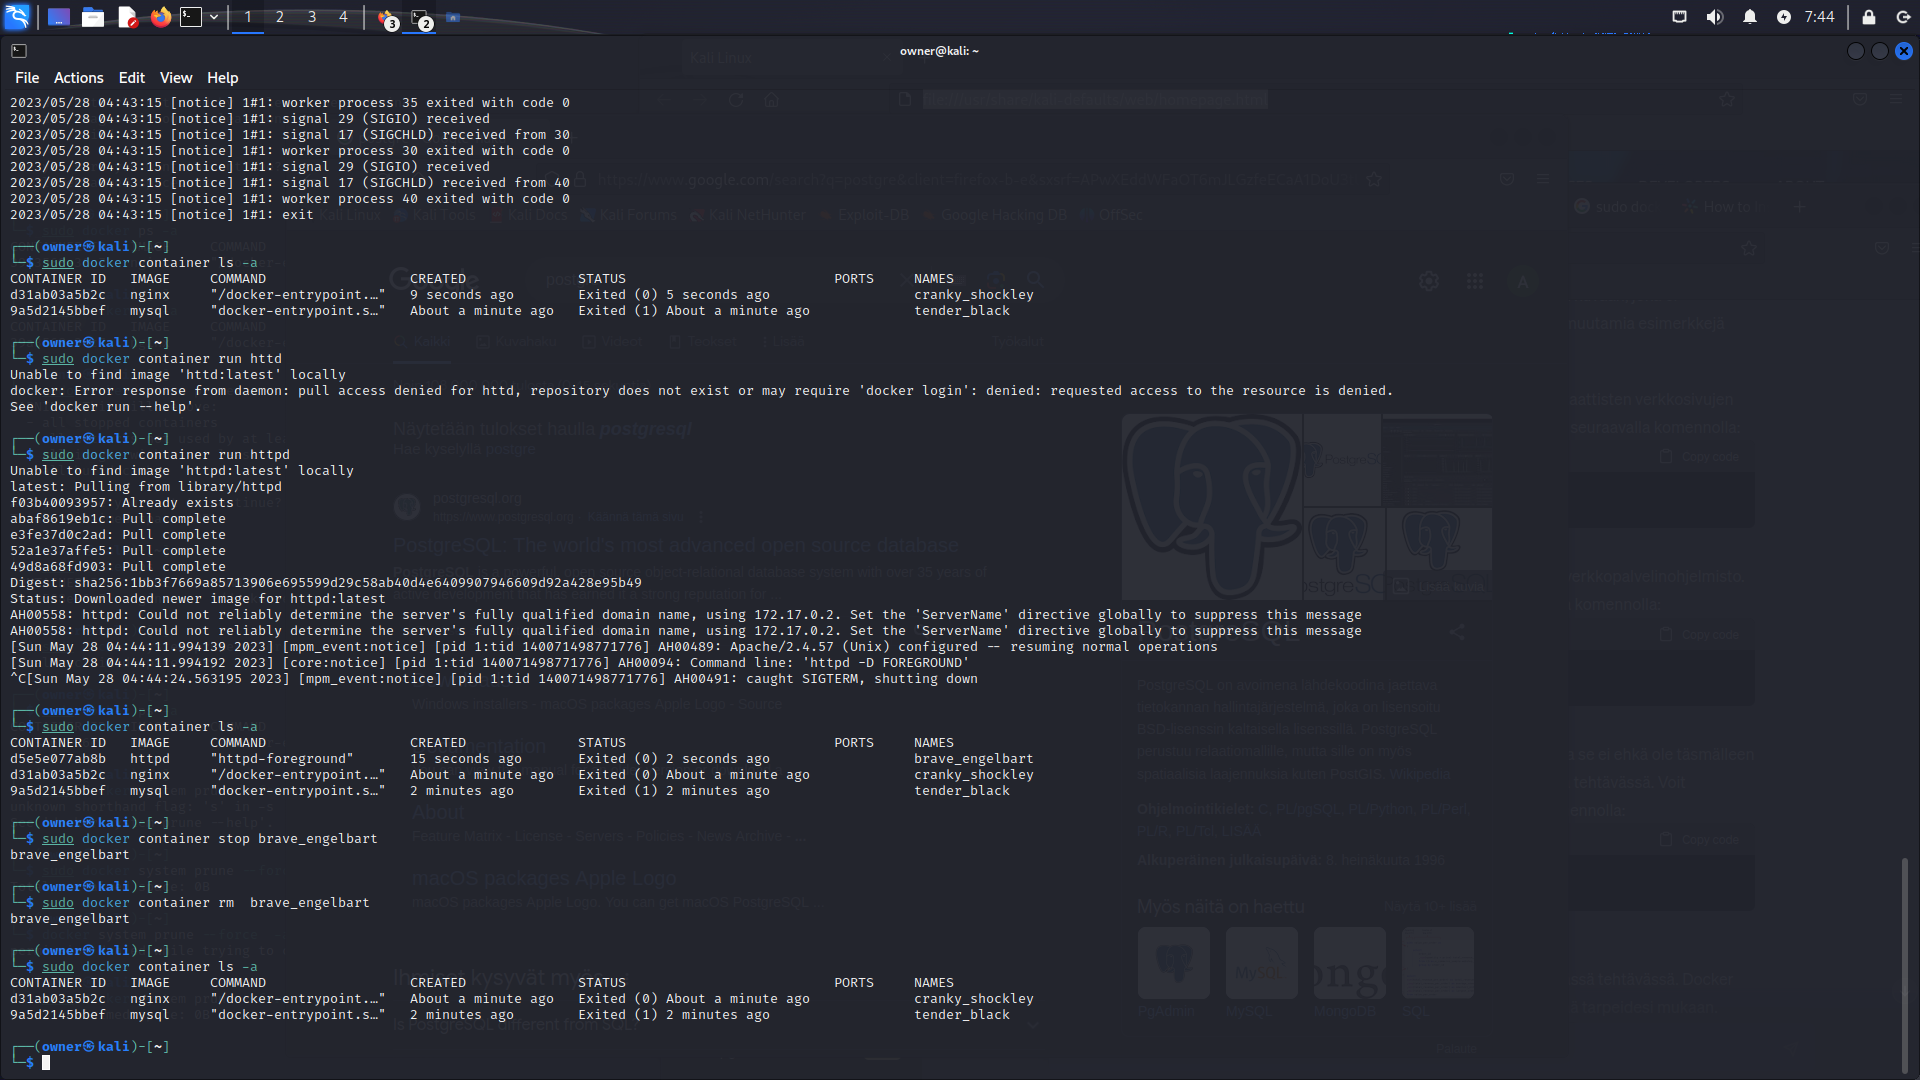 1 2 3 4 3 2 7:44
owner@kali: ~
File Actions Edit View Help
2023/05/28 04:43:15 [notice] 1#1: worker process 35 exited with code 0
2023/05/28 04:43:15 [notice] 1#1: signal 29 (SIGIO) received
2023/05/28 04:43:15 [notice] 1#1: signal 17 (SIGCHLD) received from 30
2023/05/28 04:43:15 [notice] 1#1: worker process 30 exited with code 0
2023/05/28 04:43:15 [notice] 1#1: signal 29 (SIGIO) received
2023/05/28 04:43:15 [notice] 1#1: signal 17 (SIGCHLD) received from 40
2023/05/28 04:43:15 [notice] 1#1: worker process 40 exited with code 0
2023/05/28 04:43:15 [notice] 1#1: exit
┌──(owner㉿kali)-[~]
└─$ sudo docker container ls -a
CONTAINER ID IMAGE COMMAND CREATED STATUS PORTS NAMES
d31ab03a5b2c nginx "/docker-entrypoint.…" 9 seconds ago Exited (0) 5 seconds ago cranky_shockley
9a5d2145bbef mysql "docker-entrypoint.s…" About a minute ago Exited (1) About a minute ago tender_black
┌──(owner㉿kali)-[~]
└─$ sudo docker container run httd
Unable to find image 'httd:latest' locally
docker: Error response from daemon: pull access denied for httd, repository does not exist or may require 'docker login': denied: requested access to the resource is denied.
See 'docker run --help'.
┌──(owner㉿kali)-[~]
└─$ sudo docker container run httpd
Unable to find image 'httpd:latest' locally
latest: Pulling from library/httpd
f03b40093957: Already exists
abaf8619eb1c: Pull complete
e3fe37d0c2ad: Pull complete
52a1e37affe5: Pull complete
49d8a68fd903: Pull complete
Digest: sha256:1bb3f7669a85713906e695599d29c58ab40d4e6409907946609d92a428e95b49
Status: Downloaded newer image for httpd:latest
AH00558: httpd: Could not reliably determine the server's fully qualified domain name, using 172.17.0.2. Set the 'ServerName' directive globally to suppress this message
AH00558: httpd: Could not reliably determine the server's fully qualified domain name, using 172.17.0.2. Set the 'ServerName' directive globally to suppress this message
[Sun May 28 04:44:11.994139 2023] [mpm_event:notice] [pid 1:tid 140071498771776] AH00489: Apache/2.4.57 (Unix) configured -- resuming normal operations
[Sun May 28 04:44:11.994192 2023] [core:notice] [pid 1:tid 140071498771776] AH00094: Command line: 'httpd -D FOREGROUND'
^C[Sun May 28 04:44:24.563195 2023] [mpm_event:notice] [pid 1:tid 140071498771776] AH00491: caught SIGTERM, shutting down
┌──(owner㉿kali)-[~]
└─$ sudo docker container ls -a
CONTAINER ID IMAGE COMMAND CREATED STATUS PORTS NAMES
d5e5e077ab8b httpd "httpd-foreground" 15 seconds ago Exited (0) 2 seconds ago brave_engelbart
d31ab03a5b2c nginx "/docker-entrypoint.…" About a minute ago Exited (0) About a minute ago cranky_shockley
9a5d2145bbef mysql "docker-entrypoint.s…" 2 minutes ago Exited (1) 2 minutes ago tender_black
┌──(owner㉿kali)-[~]
└─$ sudo docker container stop brave_engelbart
brave_engelbart
┌──(owner㉿kali)-[~]
└─$ sudo docker container rm  brave_engelbart
brave_engelbart
┌──(owner㉿kali)-[~]
└─$ sudo docker container ls -a
CONTAINER ID IMAGE COMMAND CREATED STATUS PORTS NAMES
d31ab03a5b2c nginx "/docker-entrypoint.…" About a minute ago Exited (0) About a minute ago cranky_shockley
9a5d2145bbef mysql "docker-entrypoint.s…" 2 minutes ago Exited (1) 2 minutes ago tender_black
┌──(owner㉿kali)-[~]
└─$